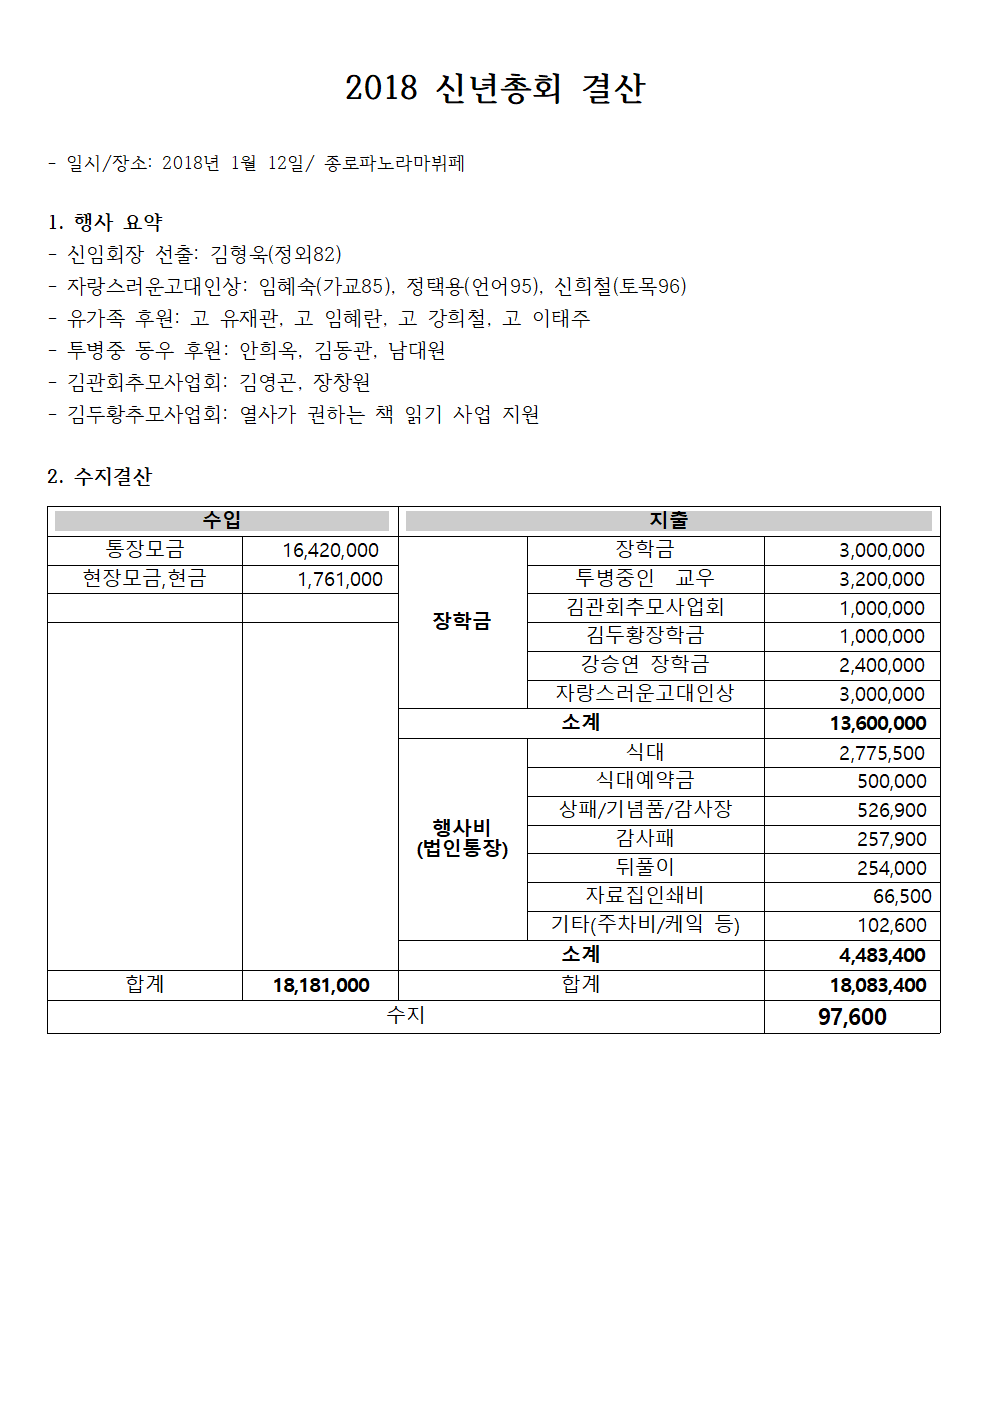 2018 신년총회 결산
- 일시/장소: 2018년 1월 12일/ 종로파노라마뷔페
1. 행사 요약
- 신임회장 선출: 김형욱(정외82)
- 자랑스러운고대인상: 임혜숙(가교85), 정택용(언어95), 신희철(토목96)
- 유가족 후원: 고 유재관, 고 임혜란, 고 강희철, 고 이태주
- 투병중 동우 후원: 안희옥, 김동관, 남대원
- 김관회추모사업회: 김영곤, 장창원
- 김두황추모사업회: 열사가 권하는 책 읽기 사업 지원
2. 수지결산
수입 지출
통장모금 16,420,000 장학금 장학금 3,000,000
현장모금,현금 1,761,000 투병중인 교우 3,200,000
김관회추모사업회 1,000,000
김두황장학금 1,000,000
강승연 장학금 2,400,000
자랑스러운고대인상 3,000,000
소계 13,600,000
행사비 (법인통장) 식대 2,775,500
식대예약금 500,000
상패/기념품/감사장 526,900
감사패 257,900
뒤풀이 254,000
자료집인쇄비 66,500
기타(주차비/케잌 등) 102,600
소계 4,483,400
합계 18,181,000 합계 18,083,400
수지 97,600